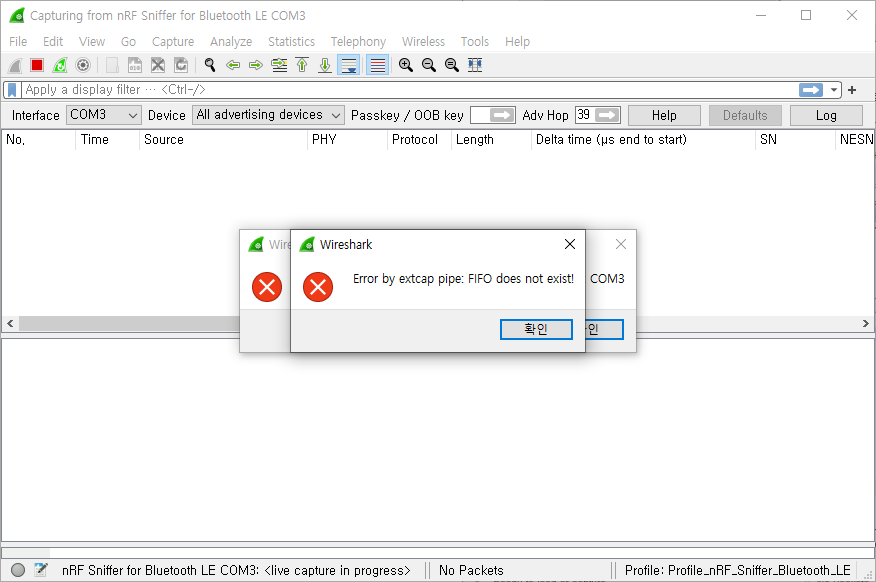 Capturing from nRF Sniffer for Bluetooth LE COM3
File Edit View Go Capture Analyze Statistics Telephony Wireless Tools Help
Apply a display filter ··· <Ctrl-/>
Interface COM3 Device All advertising devices Passkey / OOB key Adv Hop 39 Help Defaults Log
No. Time Source PHY Protocol Length Delta time (µs end to start) SN NESN
Wire
Wireshark
Error by extcap pipe: FIFO does not exist! COM3
확인
인
nRF Sniffer for Bluetooth LE COM3: <live capture in progress> No Packets Profile: Profile_nRF_Sniffer_Bluetooth_LE